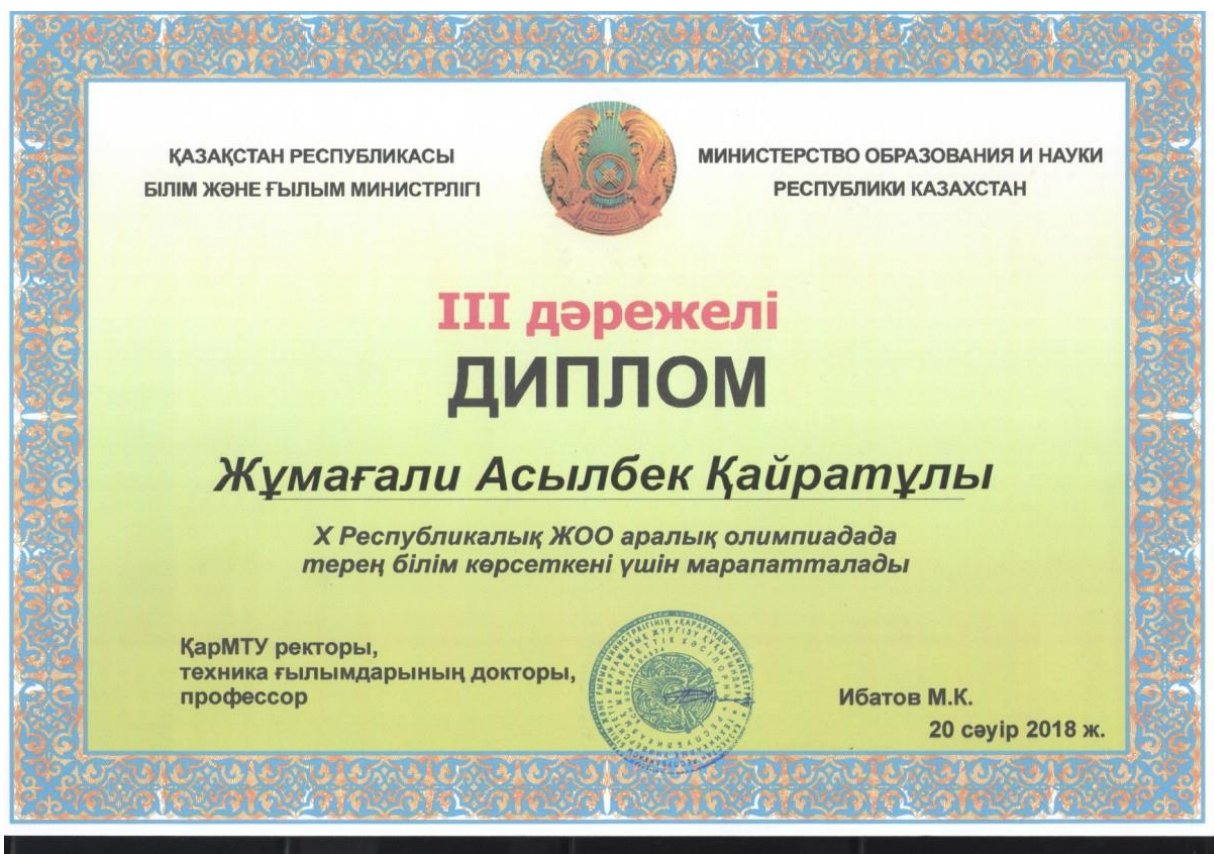 ҚАЗАҚСТАН РЕСПУБЛИКАСЫ
БІЛІМ ЖӘНЕ ҒЫЛЫМ МИНИСТРЛІГІ
МИНИСТЕРСТВО ОБРАЗОВАНИЯ И НАУКИ
РЕСПУБЛИКИ КАЗАХСТАН
III дәрежелі
ДИПЛОМ
Жұмағали Асылбек Қайратұлы
X Республикалық ЖОО аралық олимпиадада
терең білім көрсеткені үшін марапатталады
ҚарМТУ ректоры,
техника ғылымдарының докторы,
профессор
Ибатов М.К.
20 сәуір 2018 ж.